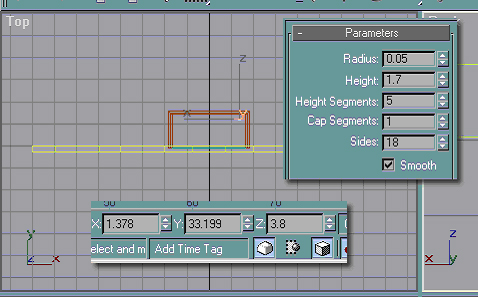 Top
- Parameters
Radius: 0.05
Height: 1.7
Height Segments: 5
Cap Segments: 1
Sides: 18
Smooth
z
x
60 70
X: 1.378 Y: 33.199 Z: 3.8
elect and m Add Time Tag
y
z x
z
x y